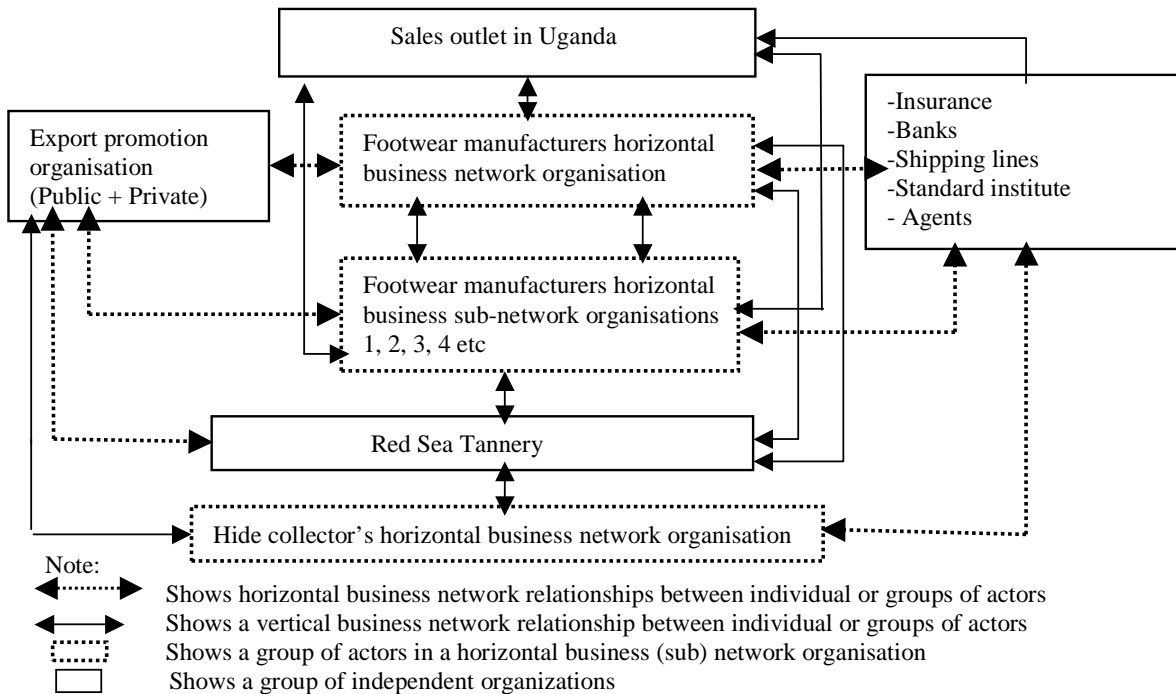 Sales outlet in Uganda
Export promotion
organisation
(Public + Private)
Footwear manufacturers horizontal
business network organisation
-Insurance
-Banks
-Shipping lines
-Standard institute
- Agents
Footwear manufacturers horizontal
business sub-network organisations
1, 2, 3, 4 etc
Red Sea Tannery
Hide collector’s horizontal business network organisation
Note:
Shows horizontal business network relationships between individual or groups of actors
Shows a vertical business network relationship between individual or groups of actors
Shows a group of actors in a horizontal business (sub) network organisation
Shows a group of independent organizations